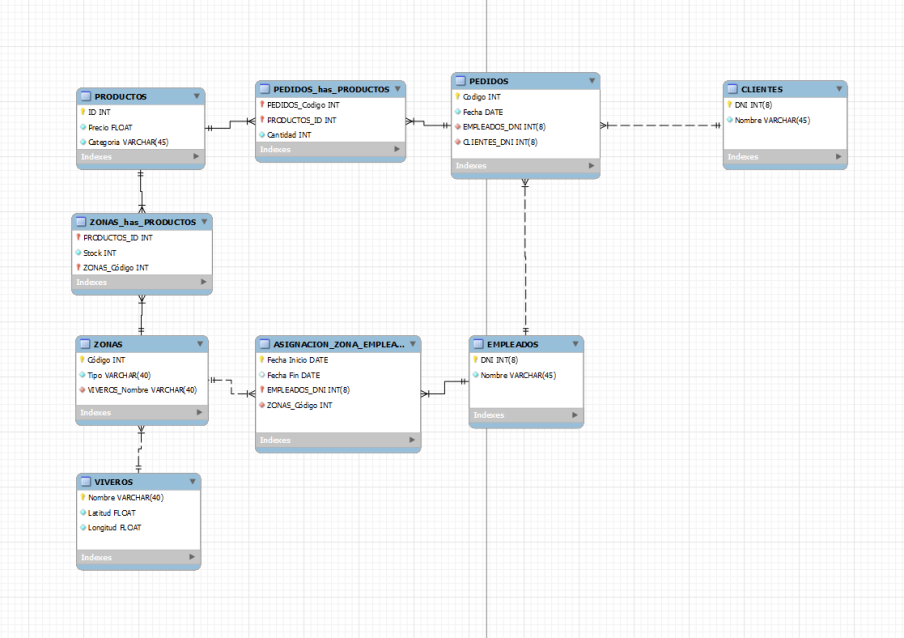 PRODUCTOS
ID INT
Precio FLOAT
Categoria VARCHAR(45)
Indexes
PEDIDOS_has_PRODUCTOS
PEDIDOS_Codigo INT
PRODUCTOS_ID INT
Cantidad INT
Indexes
PEDIDOS
Codigo INT
Fecha DATE
EMPLEADOS_DNI INT(8)
CLIENTES_DNI INT(8)
Indexes
CLIENTES
DNI INT(8)
Nombre VARCHAR(45)
Indexes
ZONAS_has_PRODUCTOS
PRODUCTOS_ID INT
Stock INT
ZONAS_Código INT
Indexes
ZONAS
Código INT
Tipo VARCHAR(40)
VIVEROS_Nombre VARCHAR(40)
Indexes
ASIGNACION_ZONA_EMPLEA...
Fecha Inicio DATE
Fecha Fin DATE
EMPLEADOS_DNI INT(8)
ZONAS_Código INT
Indexes
EMPLEADOS
DNI INT(8)
Nombre VARCHAR(45)
Indexes
VIVEROS
Nombre VARCHAR(40)
Latitud FLOAT
Longitud FLOAT
Indexes